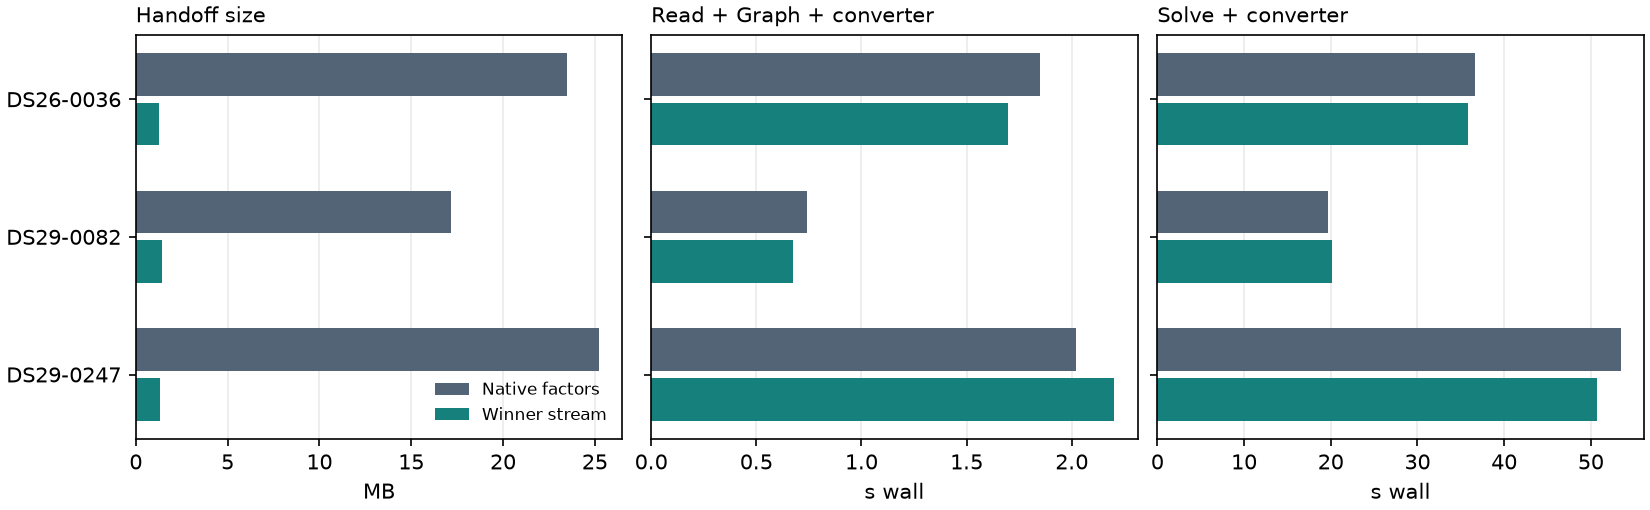 Handoff size
Read + Graph + converter
Solve + converter
DS26-0036
DS29-0082
DS29-0247
Native factors
Winner stream
0 5 10 15 20 25
0.0 0.5 1.0 1.5 2.0
0 10 20 30 40 50
MB
s wall
s wall